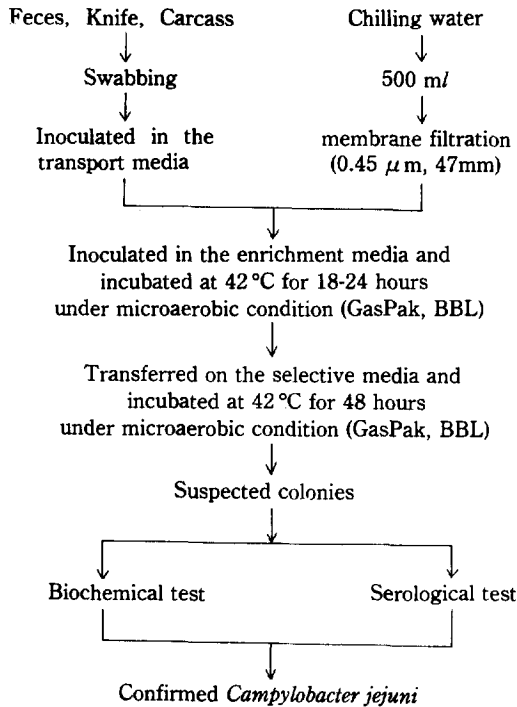 Feces, Knife, Carcass
Chilling water
Swabbing
500 ml
Inoculated in the
transport media
membrane filtration
(0.45 μm, 47mm)
Inoculated in the enrichment media and
incubated at 42°C for 18-24 hours
under microaerobic condition (GasPak, BBL)
Transferred on the selective media and
incubated at 42°C for 48 hours
under microaerobic condition (GasPak, BBL)
Suspected colonies
Biochemical test
Serological test
Confirmed Campylobacter jejuni